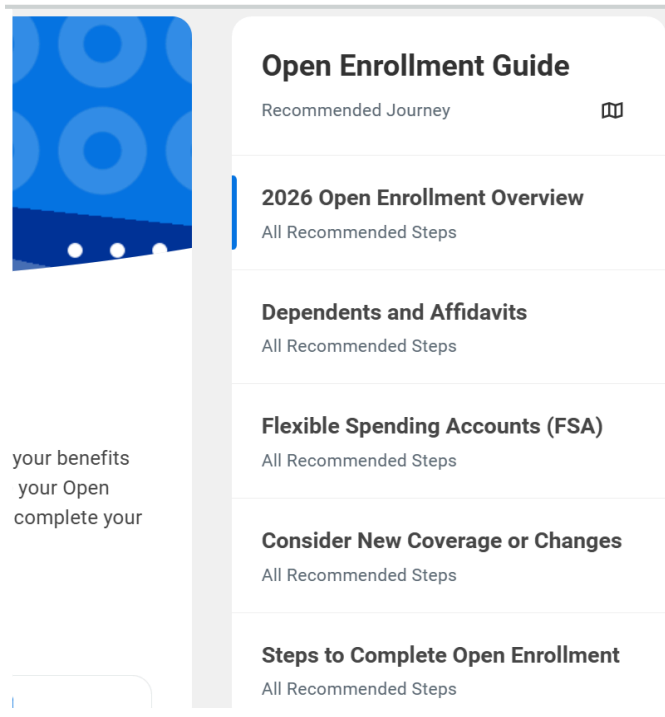 Open Enrollment Guide
Recommended Journey
2026 Open Enrollment Overview
All Recommended Steps
Dependents and Affidavits
All Recommended Steps
Flexible Spending Accounts (FSA)
All Recommended Steps
Consider New Coverage or Changes
All Recommended Steps
Steps to Complete Open Enrollment
All Recommended Steps
your benefits
your Open
complete your